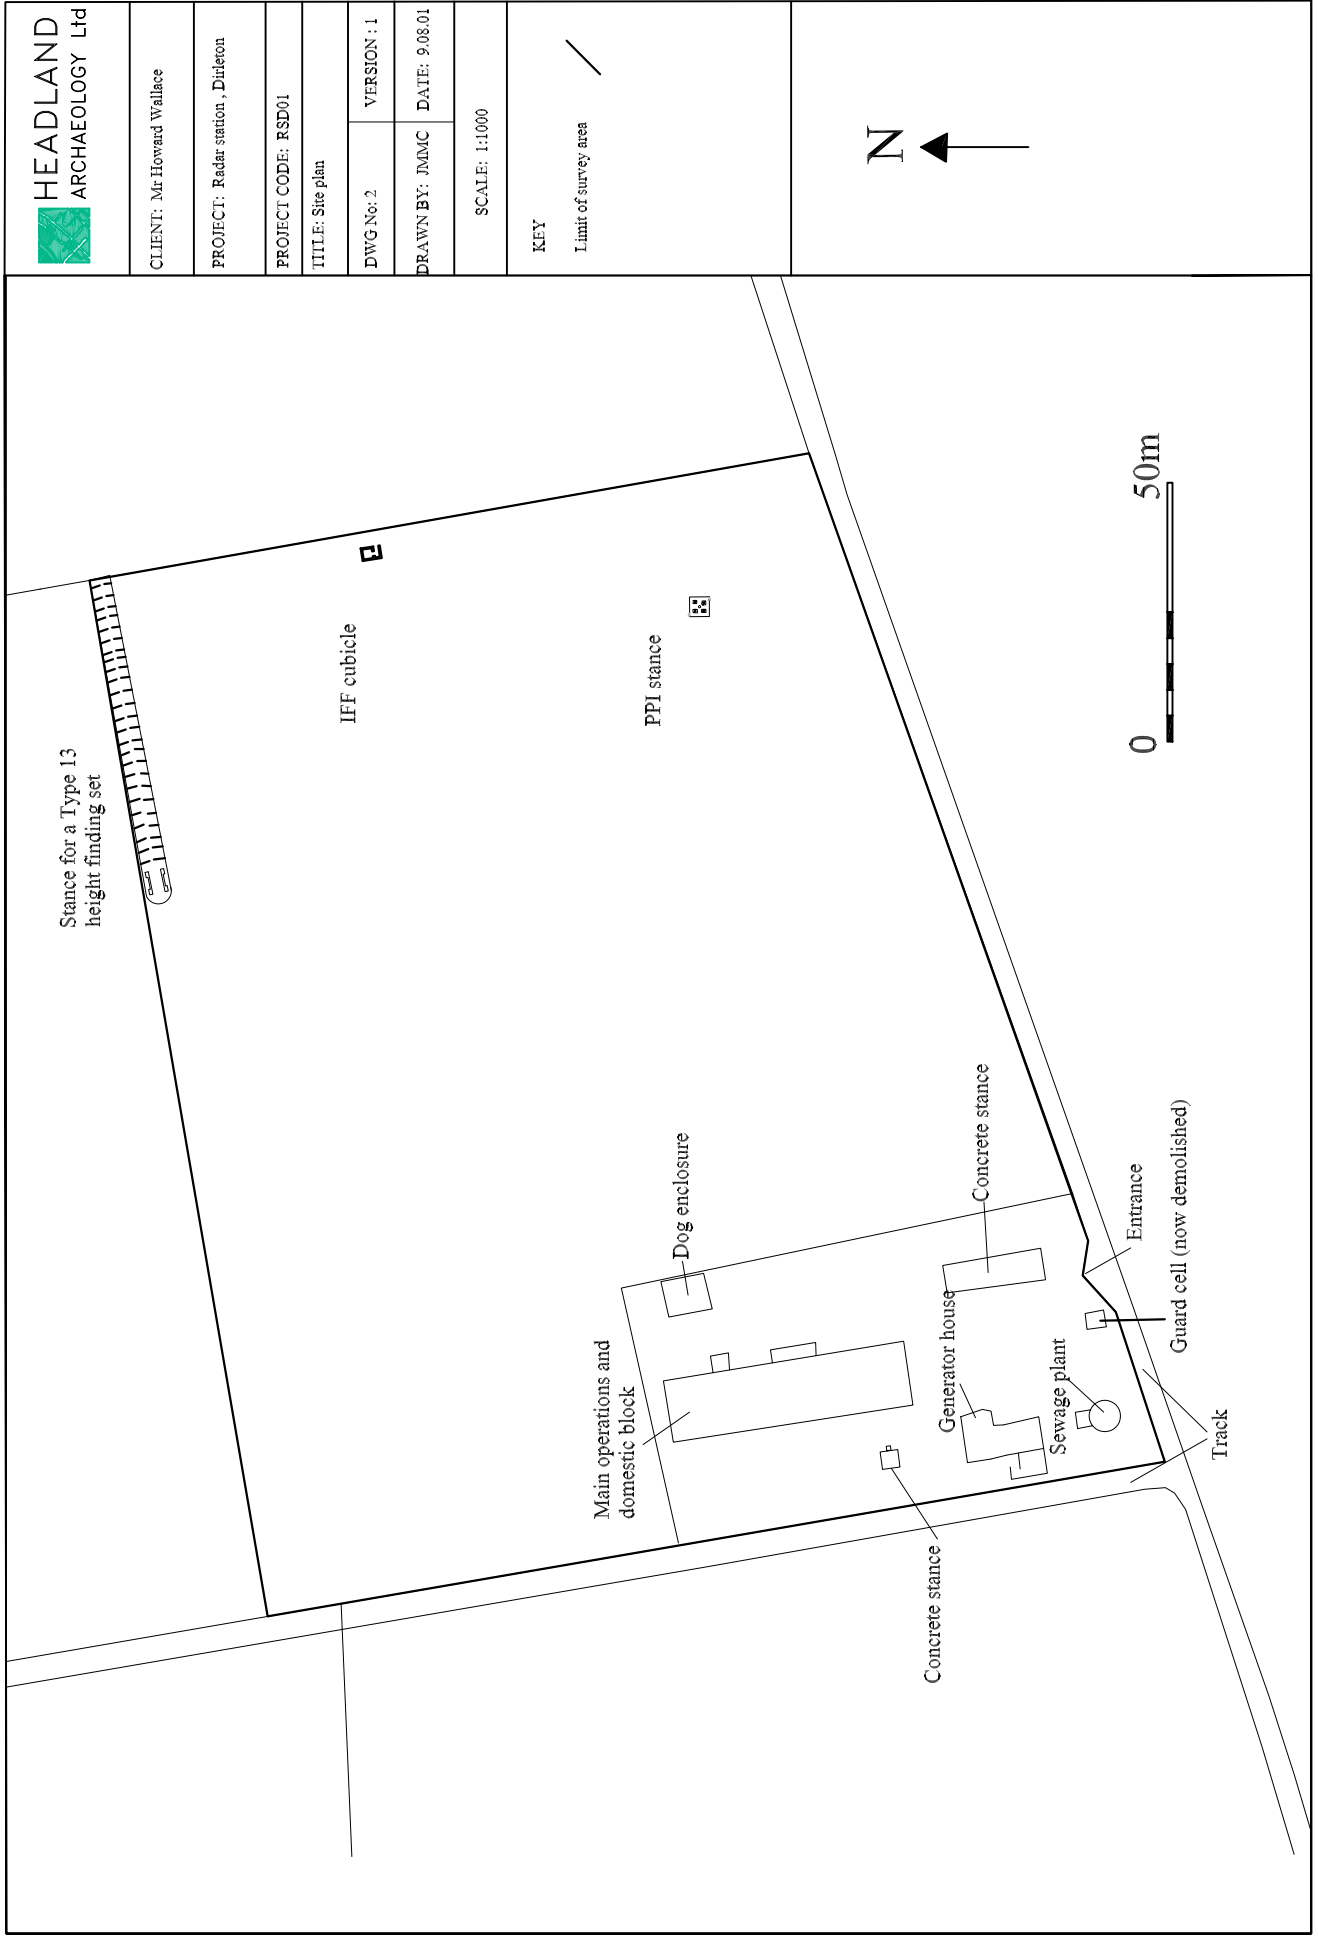 HEADLAND
ARCHAEOLOGY Ltd
CLIENT: Mr Howard Wallace
PROJECT: Radar station , Dirleton
PROJECT CODE: RSD01
TITLE: Site plan
DWG No: 2
VERSION : 1
DRAWN BY: JMMC
DATE: 9.08.01
SCALE: 1:1000
KEY
Limit of survey area
N
Stance for a Type 13
height finding set
IFF cubicle
PPI stance
Main operations and
domestic block
Dog enclosure
Concrete stance
Generator house
Sewage plant
Concrete stance
Entrance
Guard cell (now demolished)
Track
0
50m